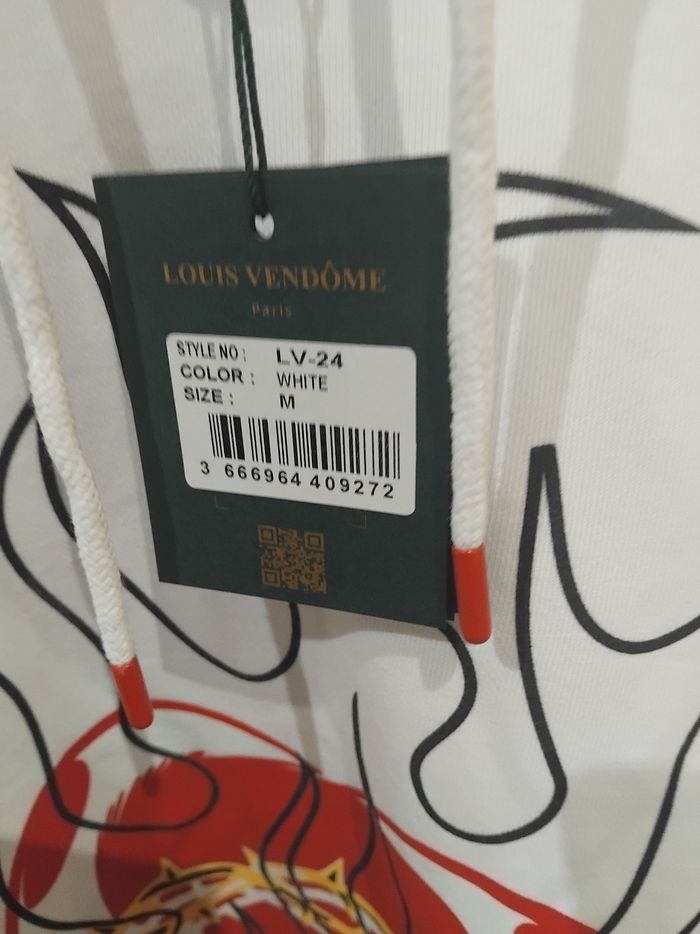 LOUIS VENDÔME
Paris
STYLE NO : LV-24
COLOR : WHITE
SIZE : M
3 666964 409272